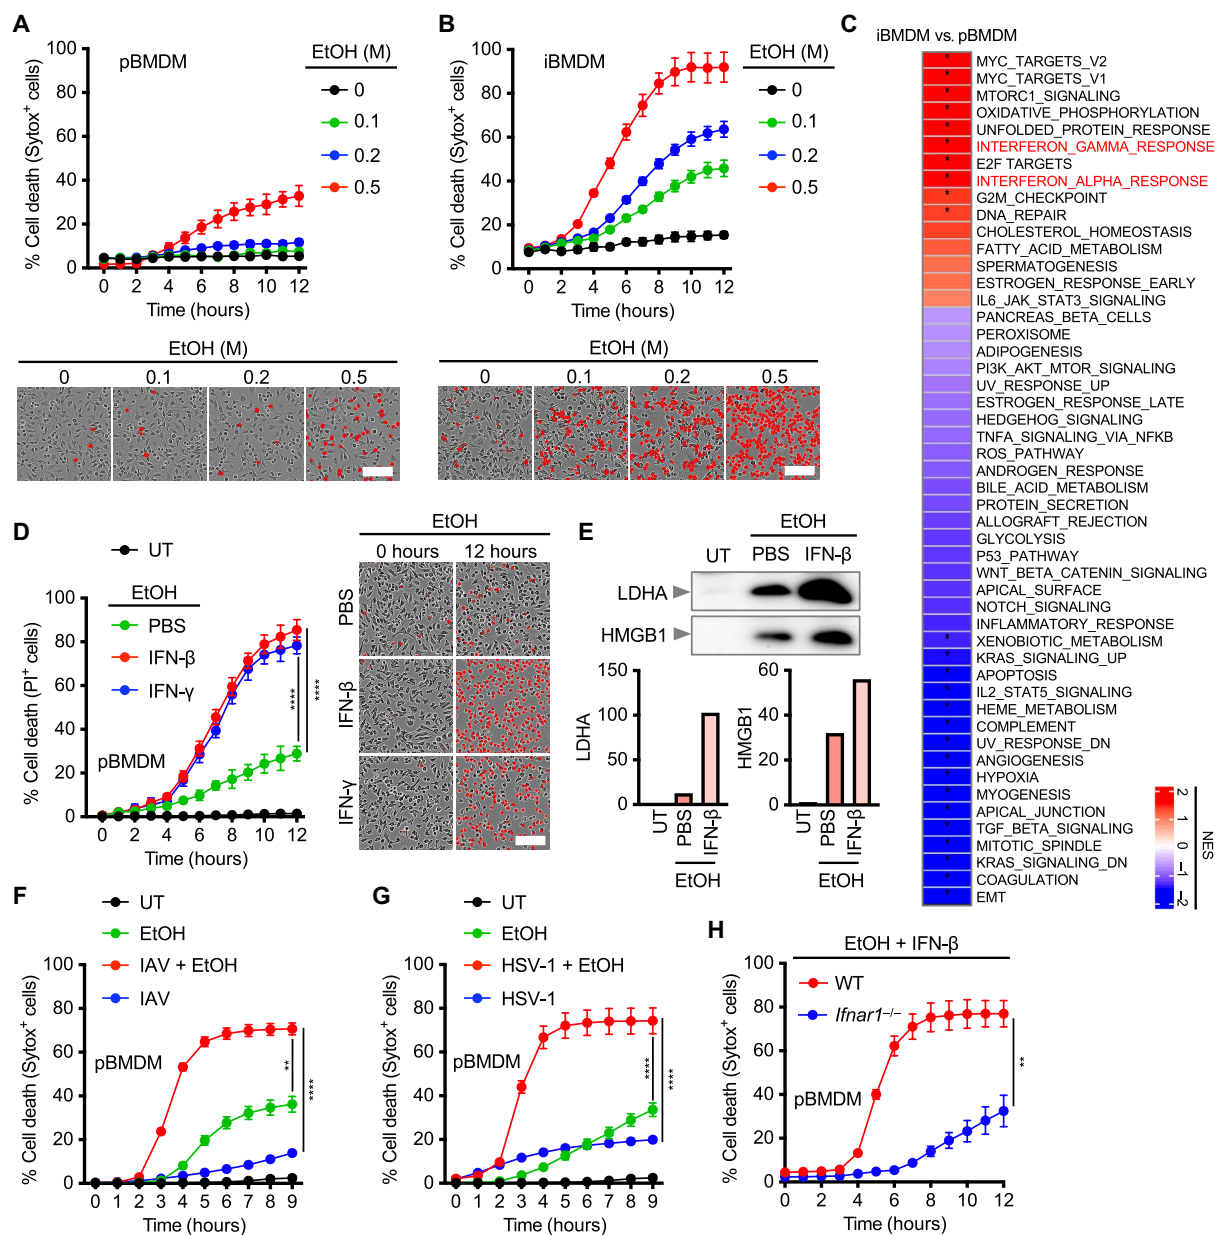 A
pBMDM
EtOH (M)
0
0.1
0.2
0.5
% Cell death (Sytox+ cells)
100
80
60
40
20
0
0 2 4 6 8 10 12
Time (hours)
EtOH (M)
0 0.1 0.2 0.5
B
iBMDM
EtOH (M)
0
0.1
0.2
0.5
% Cell death (Sytox+ cells)
100
80
60
40
20
0
0 2 4 6 8 10 12
Time (hours)
EtOH (M)
0 0.1 0.2 0.5
C
iBMDM vs. pBMDM
* MYC_TARGETS_V2
* MYC_TARGETS_V1
* MTORC1_SIGNALING
* OXIDATIVE_PHOSPHORYLATION
* UNFOLDED_PROTEIN_RESPONSE
* INTERFERON_GAMMA_RESPONSE
* E2F TARGETS
* INTERFERON_ALPHA_RESPONSE
* G2M_CHECKPOINT
* DNA_REPAIR
CHOLESTEROL_HOMEOSTASIS
FATTY_ACID_METABOLISM
SPERMATOGENESIS
ESTROGEN_RESPONSE_EARLY
IL6_JAK_STAT3_SIGNALING
PANCREAS_BETA_CELLS
PEROXISOME
ADIPOGENESIS
PI3K_AKT_MTOR_SIGNALING
UV_RESPONSE_UP
ESTROGEN_RESPONSE_LATE
HEDGEHOG_SIGNALING
TNFA_SIGNALING_VIA_NFKB
ROS_PATHWAY
ANDROGEN_RESPONSE
BILE_ACID_METABOLISM
PROTEIN_SECRETION
ALLOGRAFT_REJECTION
GLYCOLYSIS
P53_PATHWAY
WNT_BETA_CATENIN_SIGNALING
APICAL_SURFACE
NOTCH_SIGNALING
INFLAMMATORY_RESPONSE
* XENOBIOTIC_METABOLISM
* KRAS_SIGNALING_UP
* APOPTOSIS
* IL2_STAT5_SIGNALING
* HEME_METABOLISM
* COMPLEMENT
* UV_RESPONSE_DN
* ANGIOGENESIS
* HYPOXIA
* MYOGENESIS
* APICAL_JUNCTION
* TGF_BETA_SIGNALING
* MITOTIC_SPINDLE
* KRAS_SIGNALING_DN
* COAGULATION
* EMT
2
1
0
−1
−2
NES
D
UT
EtOH
PBS
IFN-β
IFN-γ
% Cell death (PI+ cells)
100
80
60
40
20
0
0 2 4 6 8 10 12
Time (hours)
pBMDM
****
****
EtOH
0 hours 12 hours
PBS
IFN-β
IFN-γ
E
EtOH
UT PBS IFN-β
LDHA
HMGB1
LDHA
150
100
50
0
UT
PBS
IFN-β
EtOH
HMGB1
60
40
20
0
UT
PBS
IFN-β
EtOH
F
UT
EtOH
IAV + EtOH
IAV
% Cell death (Sytox+ cells)
100
80
60
40
20
0
pBMDM
**
****
0 1 2 3 4 5 6 7 8 9
Time (hours)
G
UT
EtOH
HSV-1 + EtOH
HSV-1
% Cell death (Sytox+ cells)
100
80
60
40
20
0
pBMDM
****
****
0 1 2 3 4 5 6 7 8 9
Time (hours)
H
EtOH + IFN-β
WT
Ifnar1−/−
% Cell death (Sytox+ cells)
100
80
60
40
20
0
pBMDM
**
0 2 4 6 8 10 12
Time (hours)